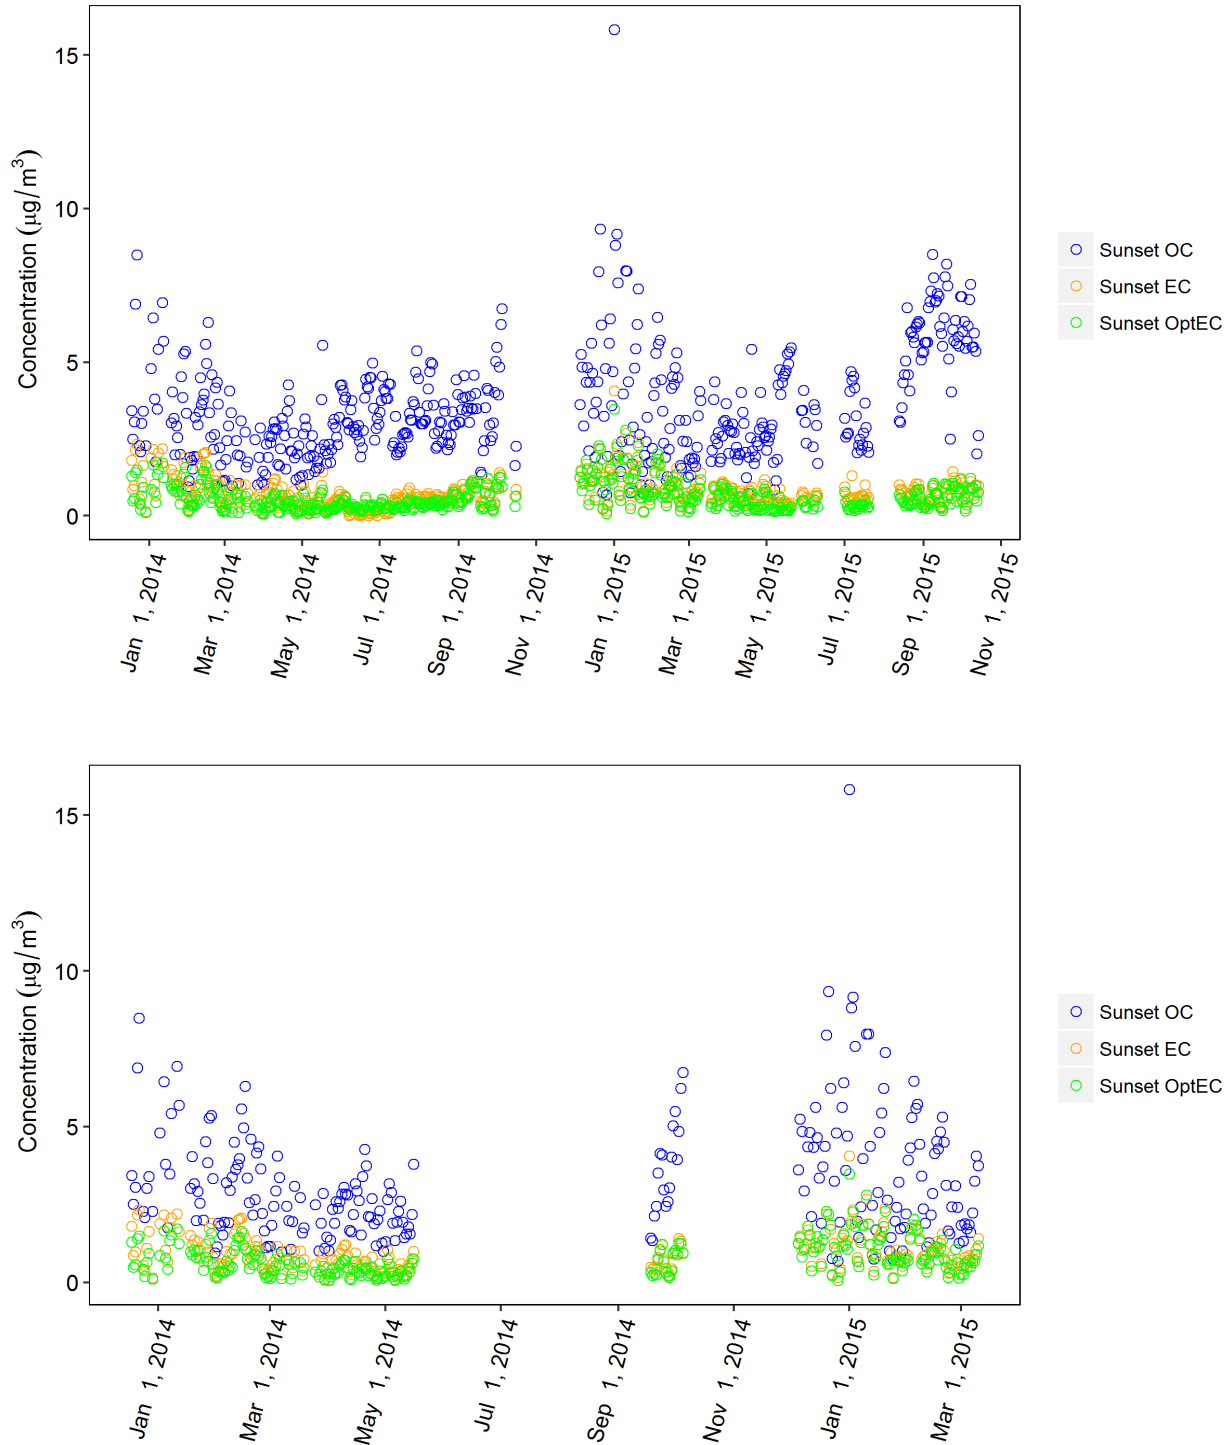 15
10
5
0
Concentration (μg/m³)
Jan 1, 2014
Mar 1, 2014
May 1, 2014
Jul 1, 2014
Sep 1, 2014
Nov 1, 2014
Jan 1, 2015
Mar 1, 2015
May 1, 2015
Jul 1, 2015
Sep 1, 2015
Nov 1, 2015
Sunset OC
Sunset EC
Sunset OptEC
15
10
5
0
Concentration (μg/m³)
Jan 1, 2014
Mar 1, 2014
May 1, 2014
Jul 1, 2014
Sep 1, 2014
Nov 1, 2014
Jan 1, 2015
Mar 1, 2015
Sunset OC
Sunset EC
Sunset OptEC